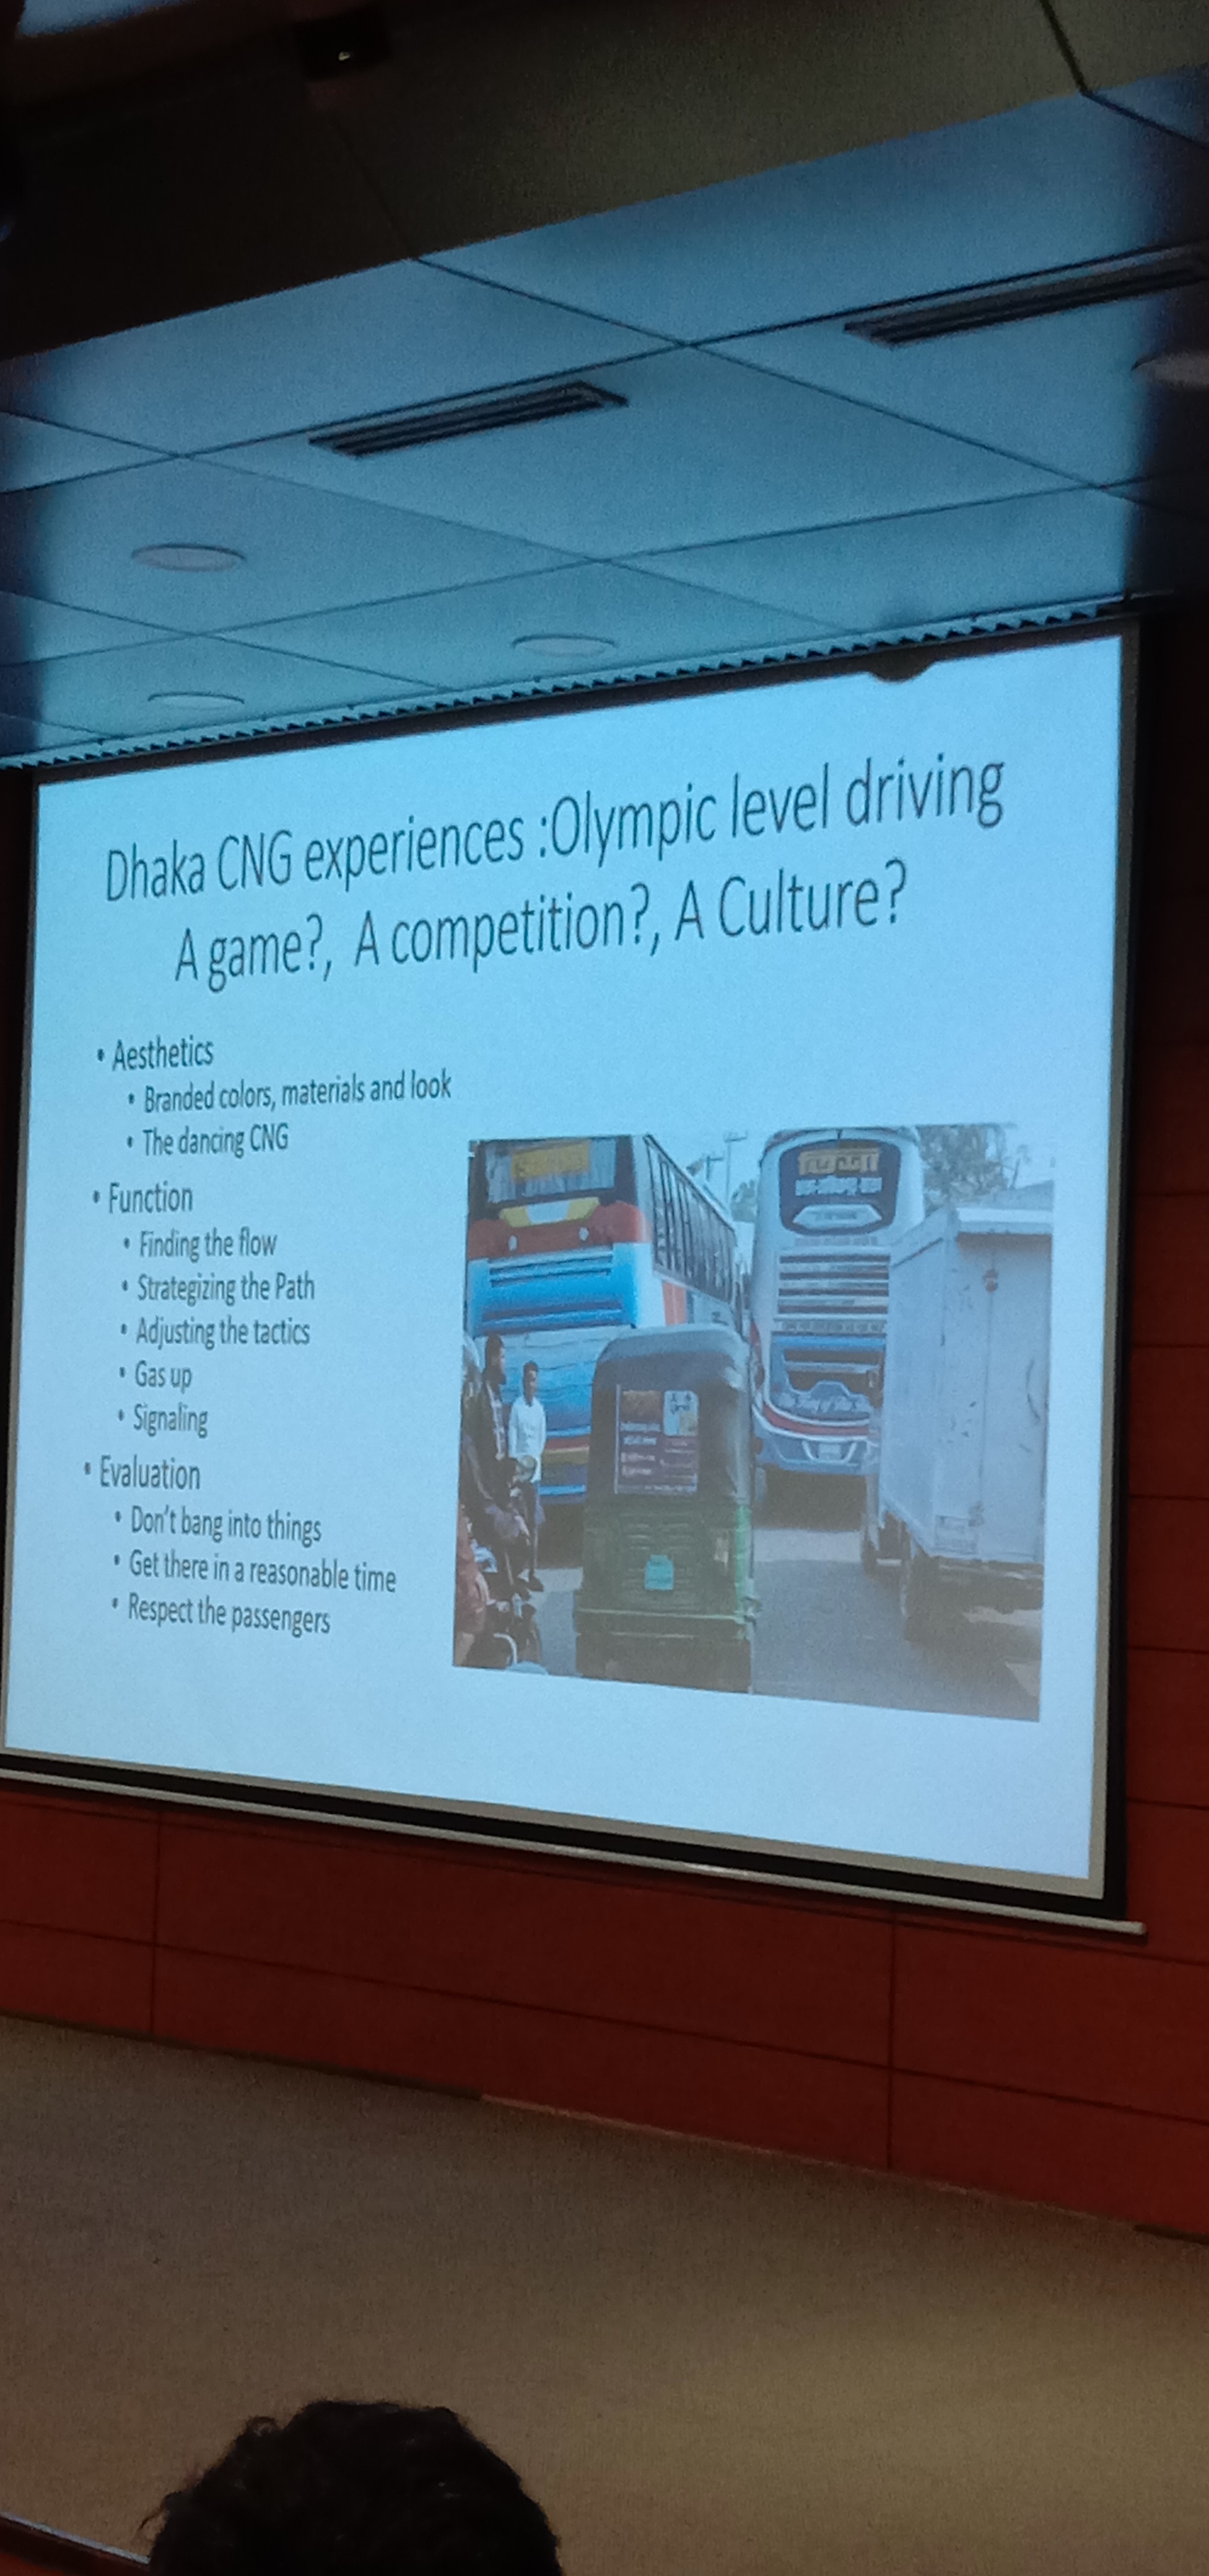 Dhaka CNG experiences :Olympic level driving
A game?, A competition?, A Culture?
• Aesthetics
• Branded colors, materials and look
• The dancing CNG
• Function
• Finding the flow
• Strategizing the Path
• Adjusting the tactics
• Gas up
• Signaling
• Evaluation
• Don't bang into things
• Get there in a reasonable time
• Respect the passengers